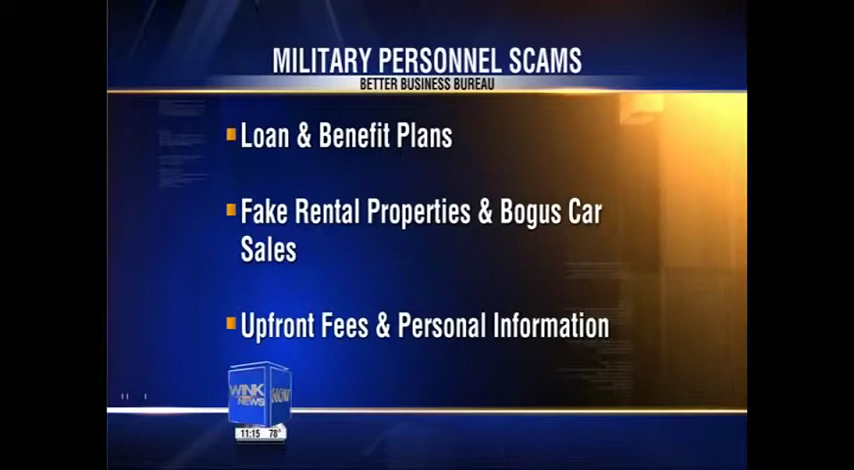 MILITARY PERSONNEL SCAMS
BETTER BUSINESS BUREAU
Loan & Benefit Plans
Fake Rental Properties & Bogus Car
Sales
Upfront Fees & Personal Information
WINK
NEWS
11:15 78°